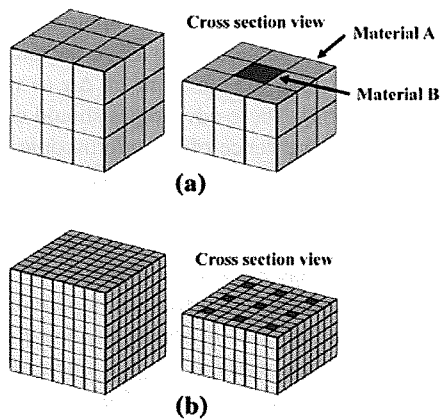 Cross section view
Material A
Material B
(a)
Cross section view
(b)